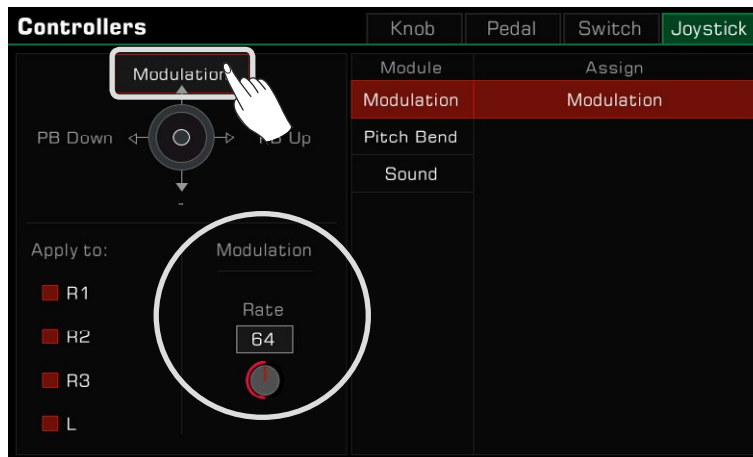 Controllers
Knob Pedal Switch Joystick
Modulation
PB Down
Up
-
Apply to:
R1
R2
R3
L
Modulation
Rate
64
Module Assign
Modulation Modulation
Pitch Bend
Sound